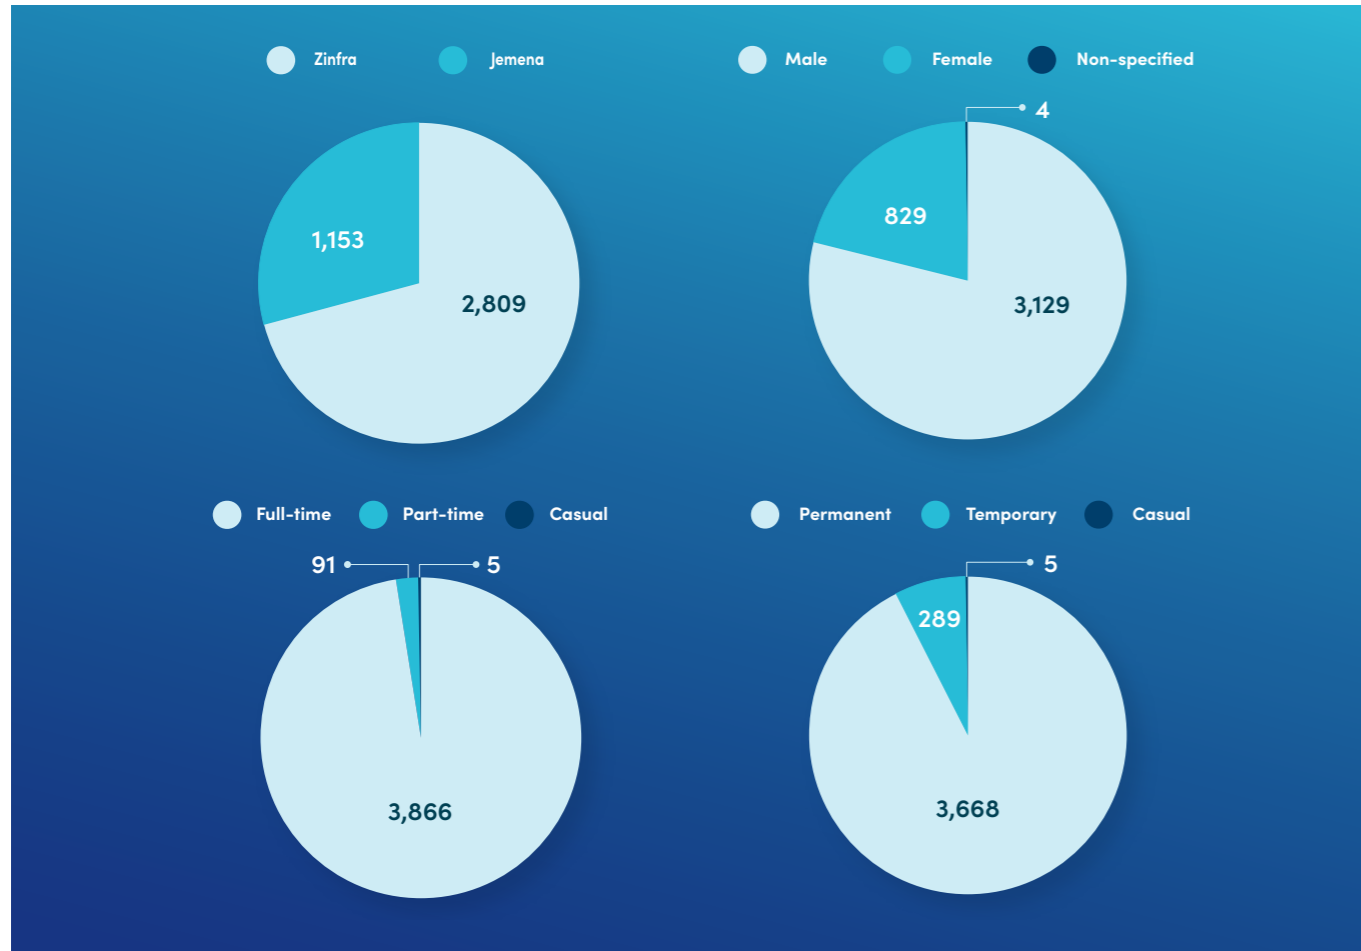 Zinfra Jemena
1,153
2,809
Male Female Non-specified
4
829
3,129
Full-time Part-time Casual
91 5
3,866
Permanent Temporary Casual
5
289
3,668